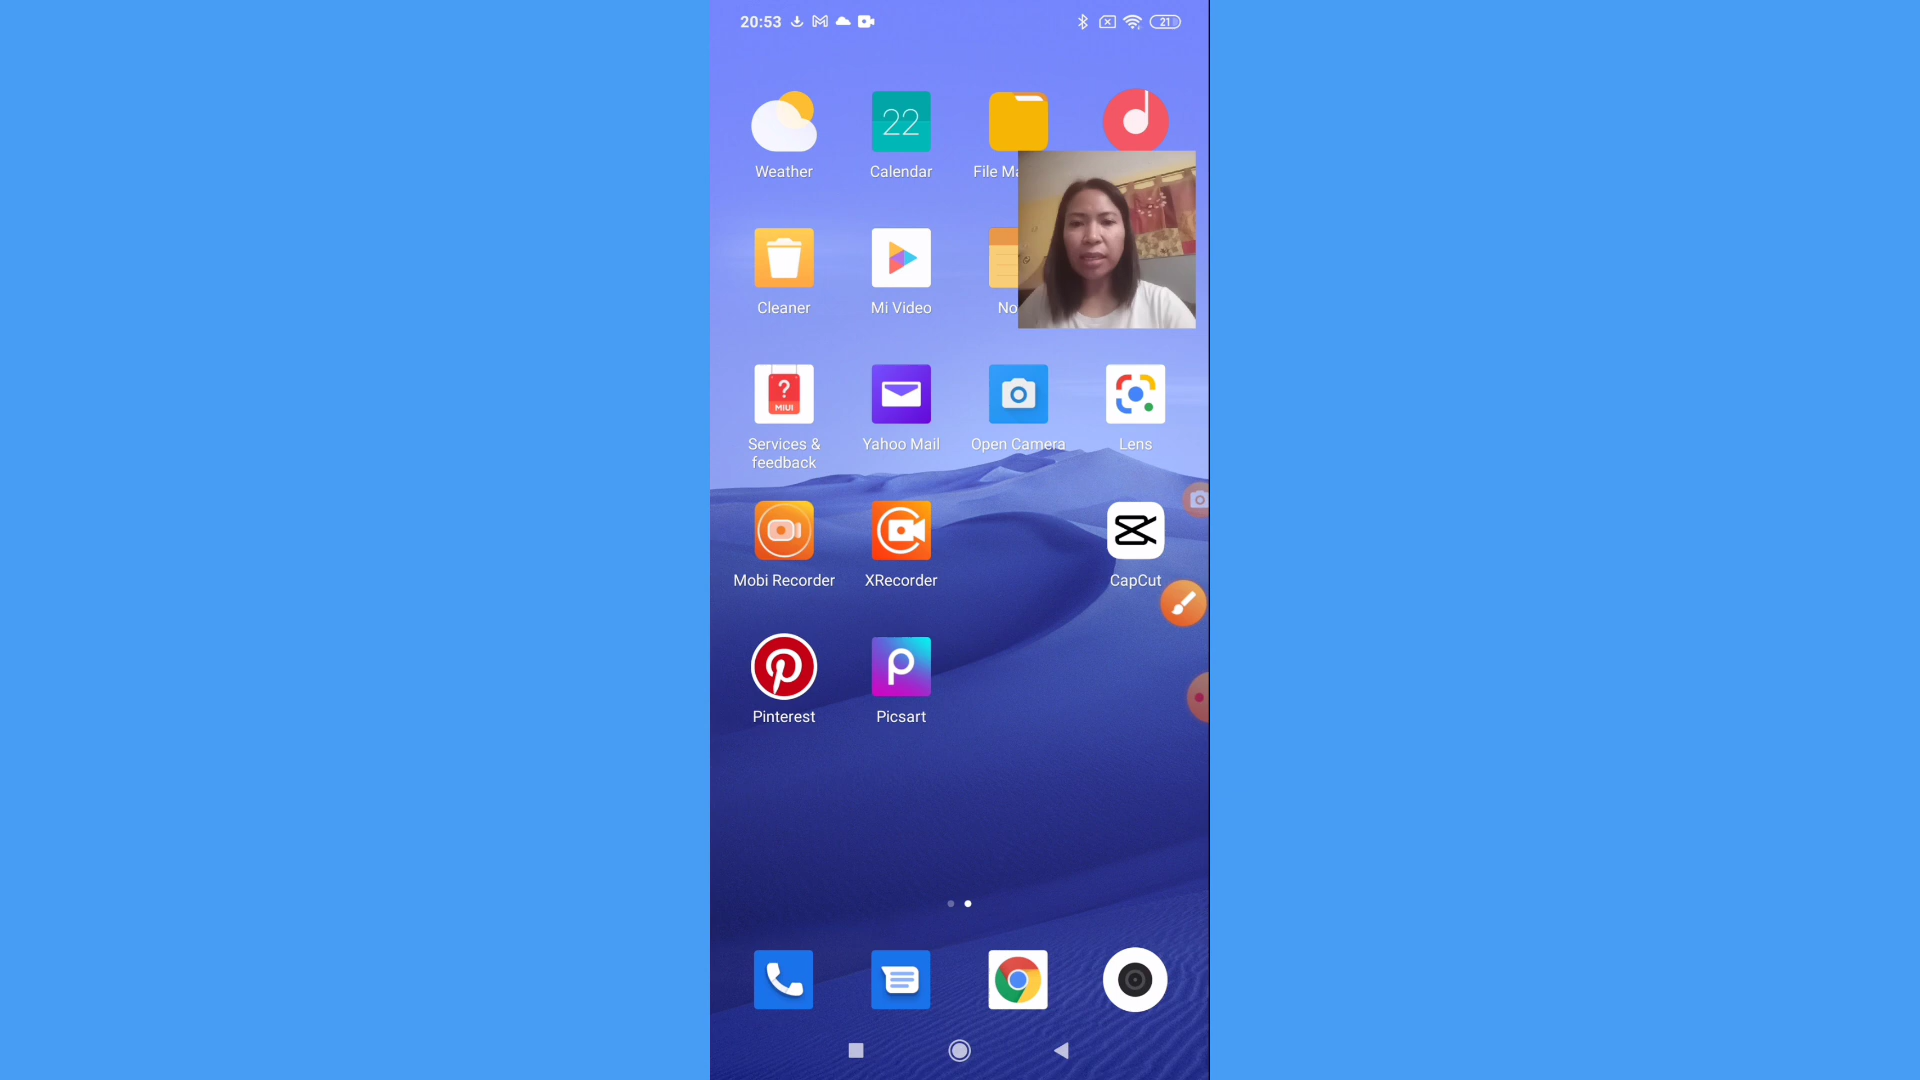 20:53
21
22
Weather
Calendar
File Ma
Cleaner
Mi Video
No
?
MIUI
Services &
feedback
Yahoo Mail
Open Camera
Lens
Mobi Recorder
XRecorder
CapCut
Pinterest
Picsart